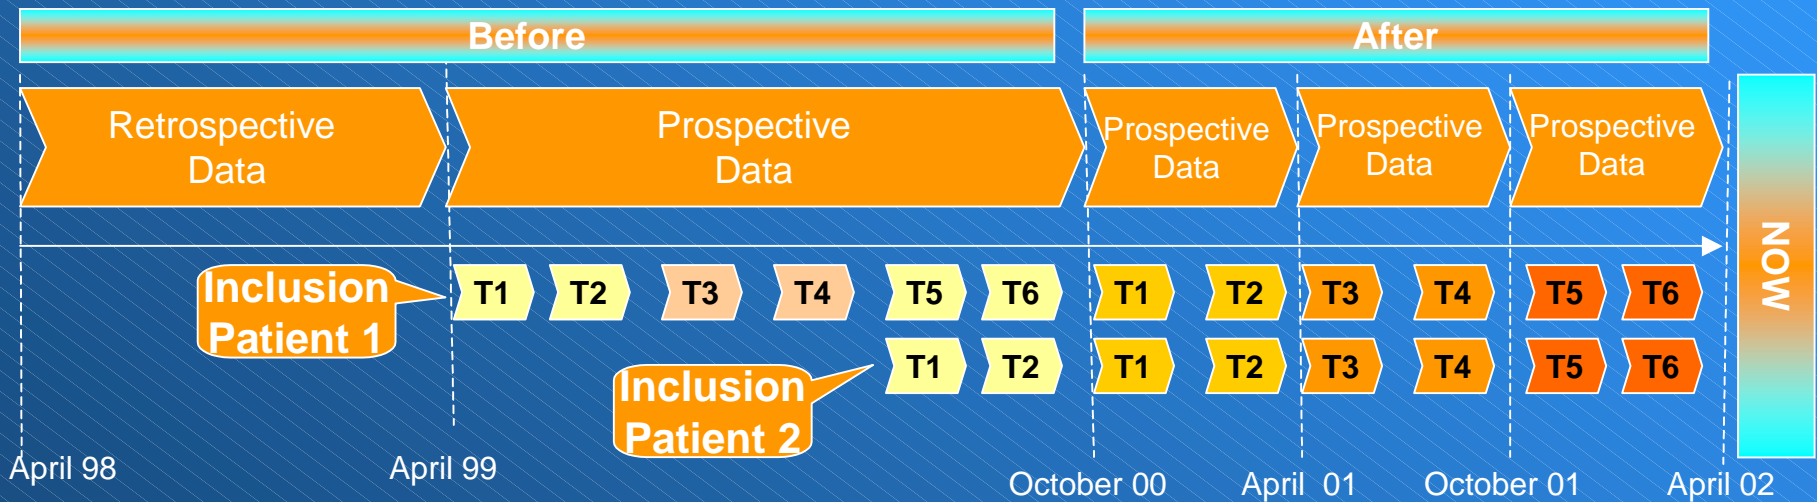 Before
After
Retrospective
Data
Prospective
Data
Prospective
Data
Prospective
Data
Prospective
Data
NOW
Inclusion
Patient 1
T1 T2 T3 T4 T5 T6 T1 T2 T3 T4 T5 T6
Inclusion
Patient 2
T1 T2 T1 T2 T3 T4 T5 T6
April 98
April 99
October 00
April 01
October 01
April 02